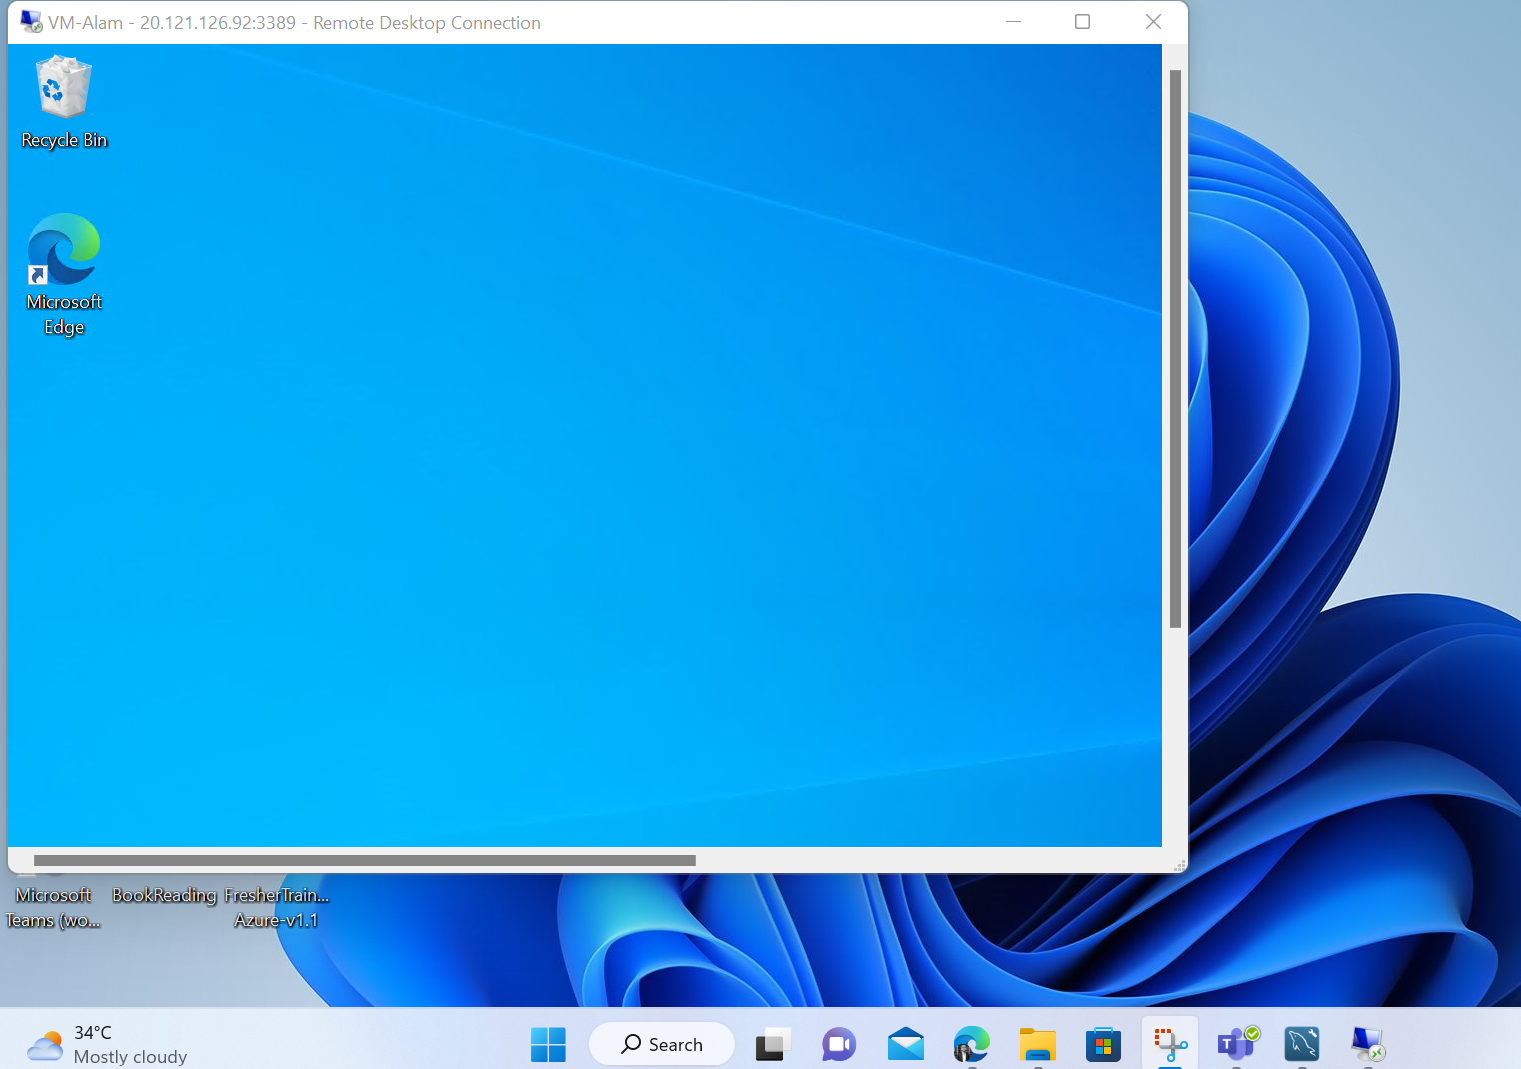 VM-Alam - 20.121.126.92:3389 - Remote Desktop Connection
Recycle Bin
Microsoft
Edge
Microsoft
Teams (wo...
BookReading
FresherTrain...
Azure-v1.1
34°C
Mostly cloudy
Search
T